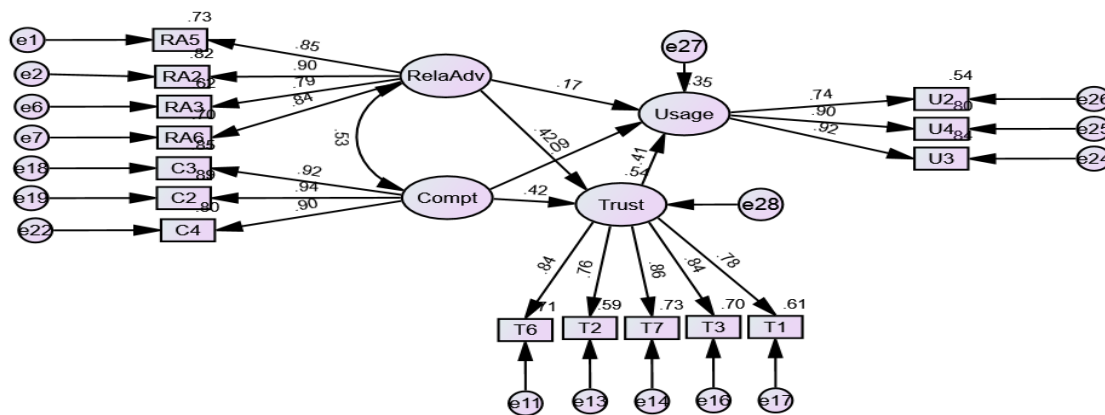 .73
e1
RA5
.85
.82
e2
RA2
.90
RelaAdv
.62
e6
RA3
.79
.70
e7
RA6
.84
.85
e18
C3
.92
.89
e19
C2
.94
Compt
.80
e22
C4
.90
.53
.17
.42
.09
.42
e27
.35
Usage
.41
.54
Trust
e28
.74
.54
U2
e26
.90
.80
U4
e25
.92
.84
U3
e24
.84
.76
.86
.84
.78
.71
.59
.73
.70
.61
T6
T2
T7
T3
T1
e11
e13
e14
e16
e17